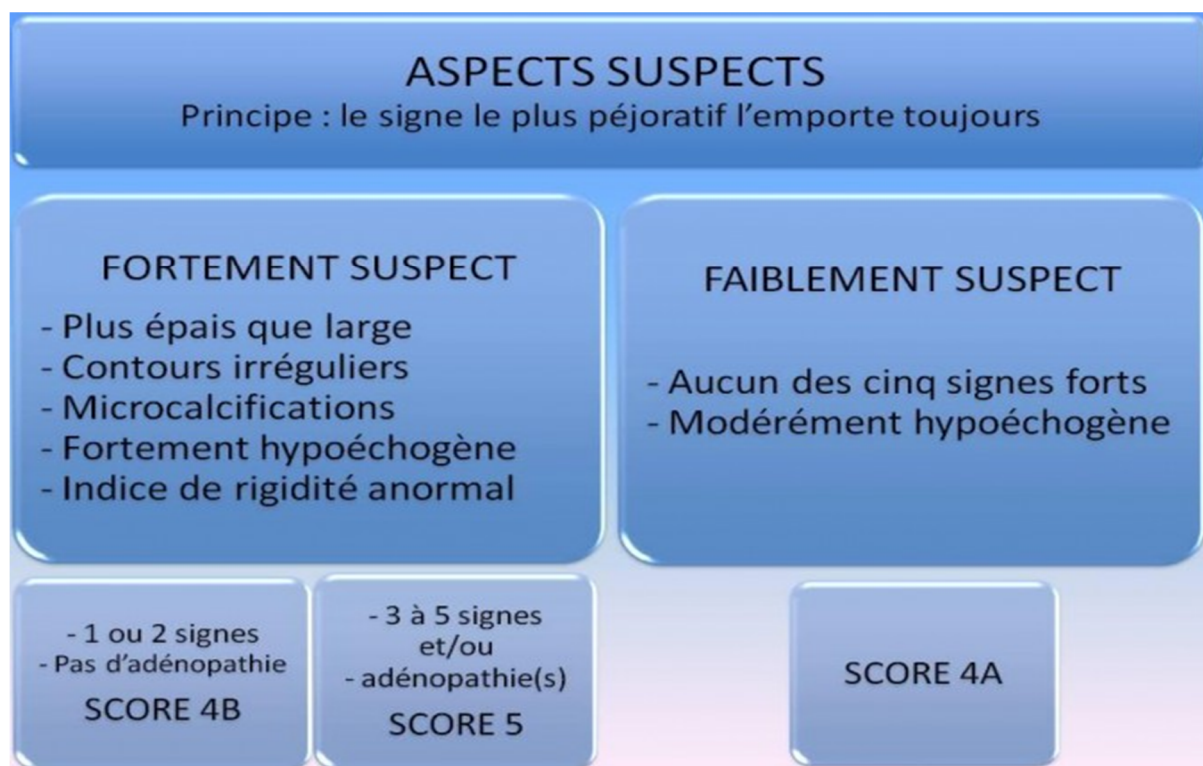 ASPECTS SUSPECTS
Principe : le signe le plus péjoratif l’emporte toujours
FORTEMENT SUSPECT
- Plus épais que large
- Contours irréguliers
- Microcalcifications
- Fortement hypoéchogène
- Indice de rigidité anormal
FAIBLEMENT SUSPECT
- Aucun des cinq signes forts
- Modérément hypoéchogène
- 1 ou 2 signes
- Pas d’adénopathie
SCORE 4B
- 3 à 5 signes
et/ou
- adénopathie(s)
SCORE 5
SCORE 4A